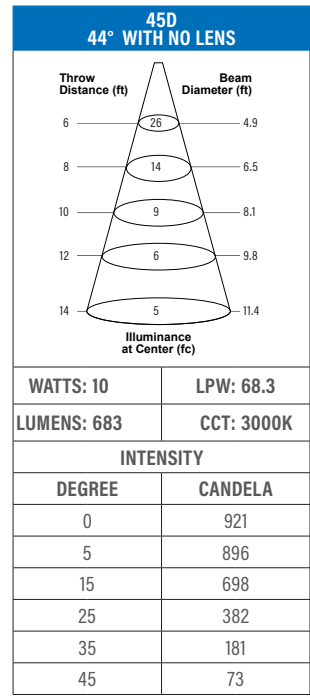 45D
44° WITH NO LENS
Throw Beam
Distance (ft) Diameter (ft)
6 26 4.9
8 14 6.5
10 9 8.1
12 6 9.8
14 5 11.4
Illuminance
at Center (fc)
WATTS: 10 LPW: 68.3
LUMENS: 683 CCT: 3000K
INTENSITY
DEGREE CANDELA
0 921
5 896
15 698
25 382
35 181
45 73